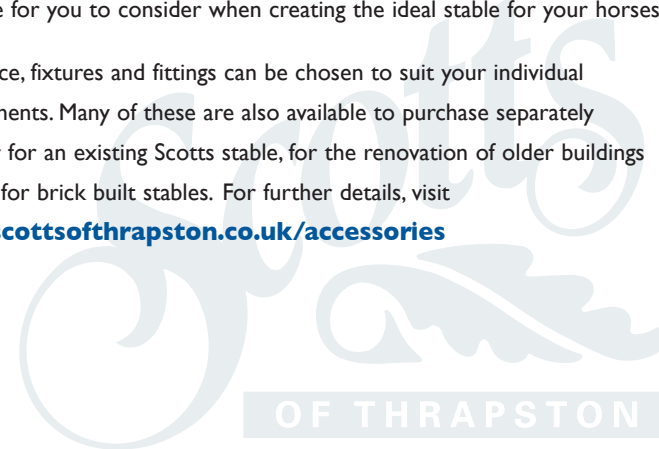 e for you to consider when creating the ideal stable for your horses
ce, fixtures and fittings can be chosen to suit your individual
ments. Many of these are also available to purchase separately
for an existing Scotts stable, for the renovation of older buildings
for brick built stables. For further details, visit
scottsofthrapston.co.uk/accessories
Scotts
OF THRAPSTON